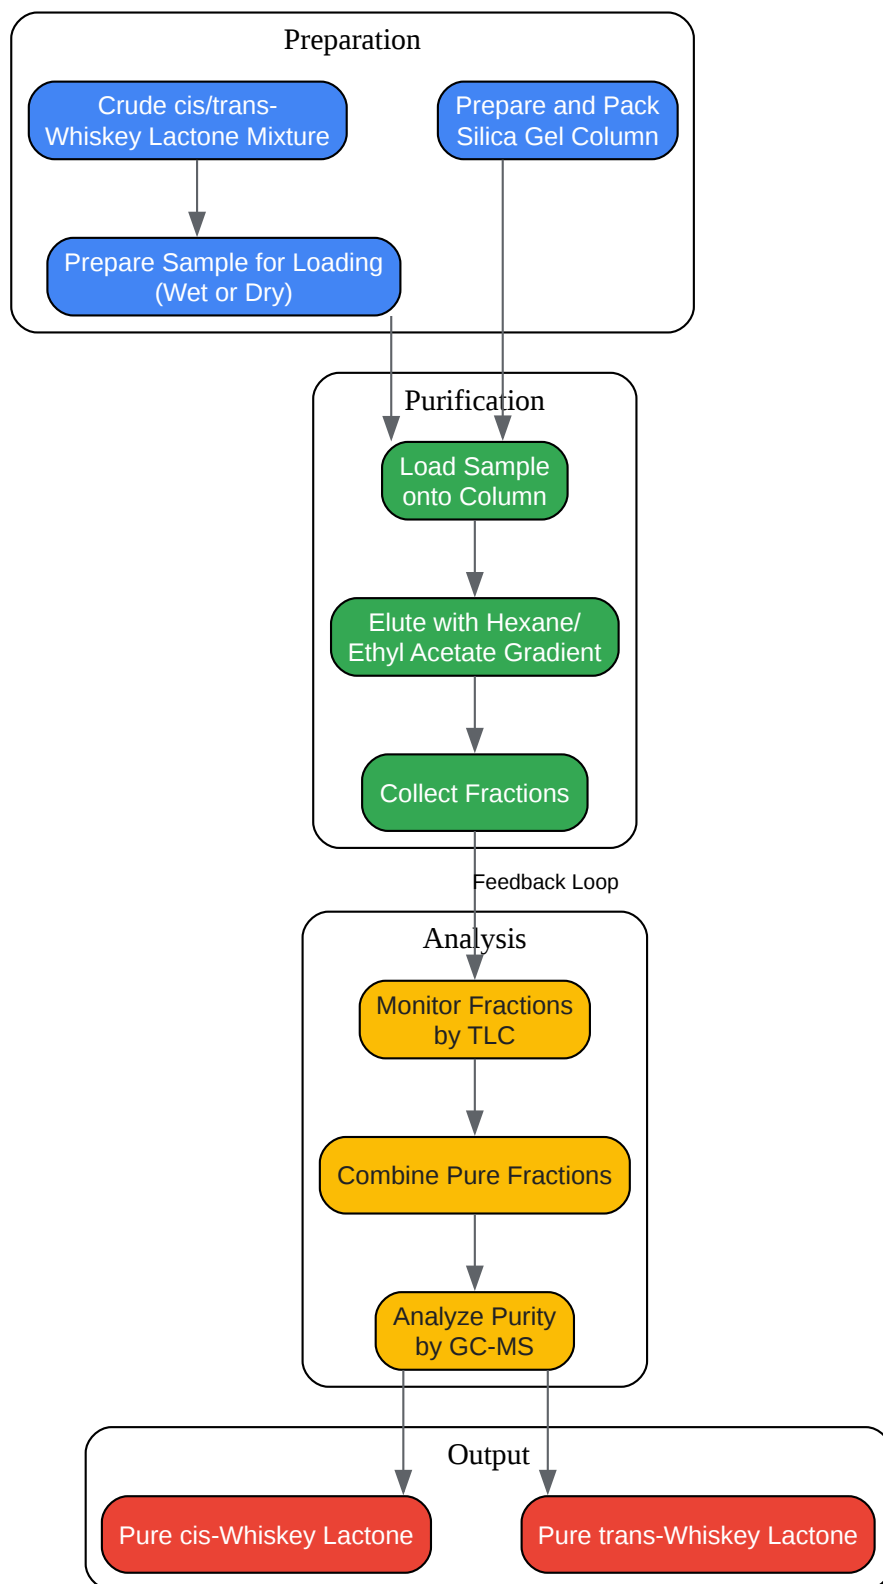 Preparation
Crude cis/trans-
Whiskey Lactone Mixture
Prepare and Pack
Silica Gel Column
Prepare Sample for Loading
(Wet or Dry)
Purification
Load Sample
onto Column
Elute with Hexane/
Ethyl Acetate Gradient
Collect Fractions
Feedback Loop
Analysis
Monitor Fractions
by TLC
Combine Pure Fractions
Analyze Purity
by GC-MS
Output
Pure cis-Whiskey Lactone
Pure trans-Whiskey Lactone